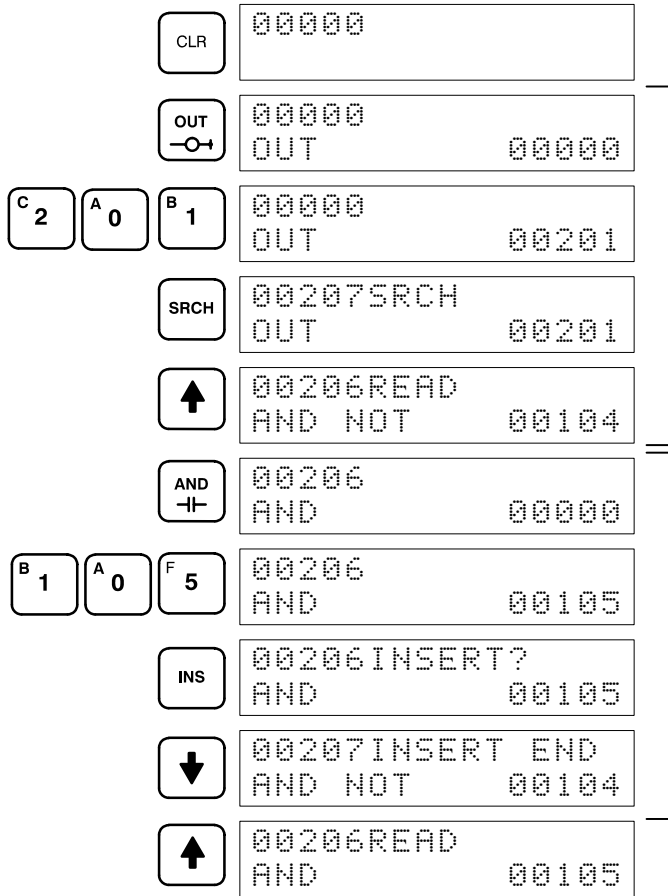 CLR
00000
OUT
00000
OUT 00000
C 2 A 0 B 1
00000
OUT 00201
SRCH
00207SRCH
OUT 00201
00206READ
AND NOT 00104
AND
00206
AND 00000
B 1 A 0 F 5
00206
AND 00105
INS
00206INSERT?
AND 00105
00207INSERT END
AND NOT 00104
00206READ
AND 00105